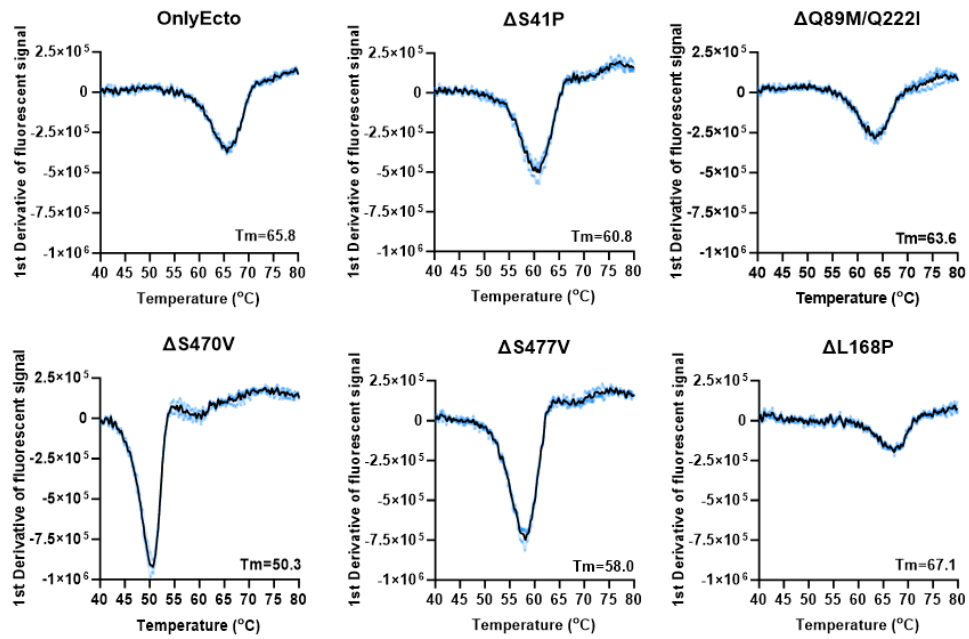 OnlyEcto
1st Derivative of fluorescent signal
2.5×10⁵
0
-2.5×10⁵
-5×10⁵
-7.5×10⁵
-1×10⁶
Tm=65.8
40 45 50 55 60 65 70 75 80
Temperature (°C)
ΔS41P
1st Derivative of fluorescent signal
2.5×10⁵
0
-2.5×10⁵
-5×10⁵
-7.5×10⁵
-1×10⁶
Tm=60.8
40 45 50 55 60 65 70 75 80
Temperature (°C)
ΔQ89M/Q222I
1st Derivative of fluorescent signal
2.5×10⁵
0
-2.5×10⁵
-5×10⁵
-7.5×10⁵
-1×10⁶
Tm=63.6
40 45 50 55 60 65 70 75 80
Temperature (°C)
ΔS470V
1st Derivative of fluorescent signal
2.5×10⁵
0
-2.5×10⁵
-5×10⁵
-7.5×10⁵
-1×10⁶
Tm=50.3
40 45 50 55 60 65 70 75 80
Temperature (°C)
ΔS477V
1st Derivative of fluorescent signal
2.5×10⁵
0
-2.5×10⁵
-5×10⁵
-7.5×10⁵
-1×10⁶
Tm=58.0
40 45 50 55 60 65 70 75 80
Temperature (°C)
ΔL168P
1st Derivative of fluorescent signal
2.5×10⁵
0
-2.5×10⁵
-5×10⁵
-7.5×10⁵
-1×10⁶
Tm=67.1
40 45 50 55 60 65 70 75 80
Temperature (°C)